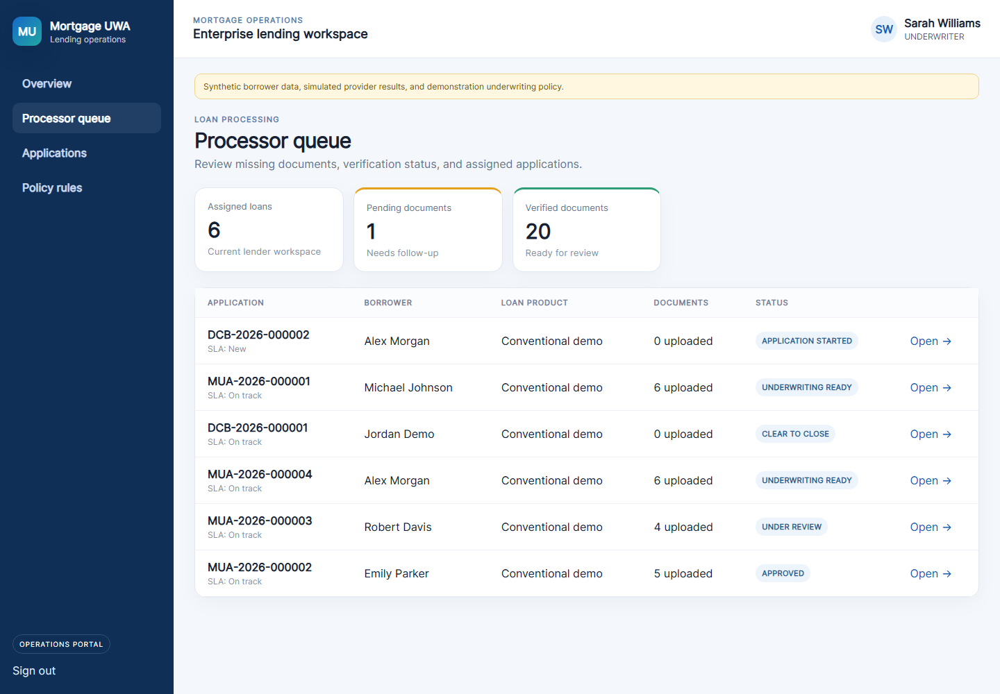 MU
Mortgage UWA
Lending operations
Overview
Processor queue
Applications
Policy rules
OPERATIONS PORTAL
Sign out
MORTGAGE OPERATIONS
Enterprise lending workspace
SW
Sarah Williams
UNDERWRITER
Synthetic borrower data, simulated provider results, and demonstration underwriting policy.
LOAN PROCESSING
Processor queue
Review missing documents, verification status, and assigned applications.
Assigned loans
6
Current lender workspace
Pending documents
1
Needs follow-up
Verified documents
20
Ready for review
APPLICATION BORROWER LOAN PRODUCT DOCUMENTS STATUS
DCB-2026-000002
SLA: New
Alex Morgan Conventional demo 0 uploaded APPLICATION STARTED Open →
MUA-2026-000001
SLA: On track
Michael Johnson Conventional demo 6 uploaded UNDERWRITING READY Open →
DCB-2026-000001
SLA: On track
Jordan Demo Conventional demo 0 uploaded CLEAR TO CLOSE Open →
MUA-2026-000004
SLA: On track
Alex Morgan Conventional demo 6 uploaded UNDERWRITING READY Open →
MUA-2026-000003
SLA: On track
Robert Davis Conventional demo 4 uploaded UNDER REVIEW Open →
MUA-2026-000002
SLA: On track
Emily Parker Conventional demo 5 uploaded APPROVED Open →